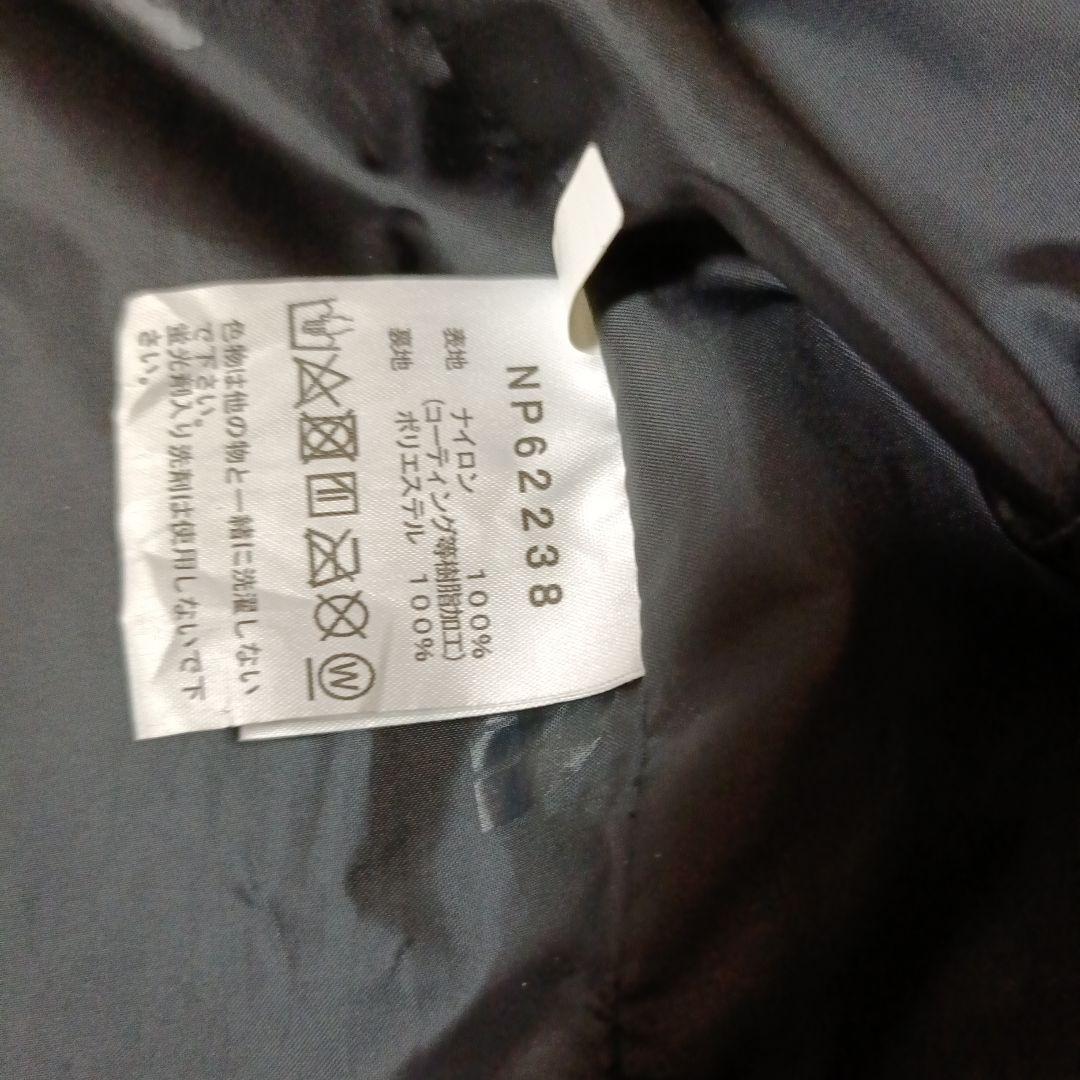 NP62238
表地 ナイロン 100%
(コーティング等樹脂加工)
裏地 ポリエステル 100%
W
色物は他の物と一緒に洗濯しない
で下さい。
蛍光剤入り洗剤は使用しないで下
さい。